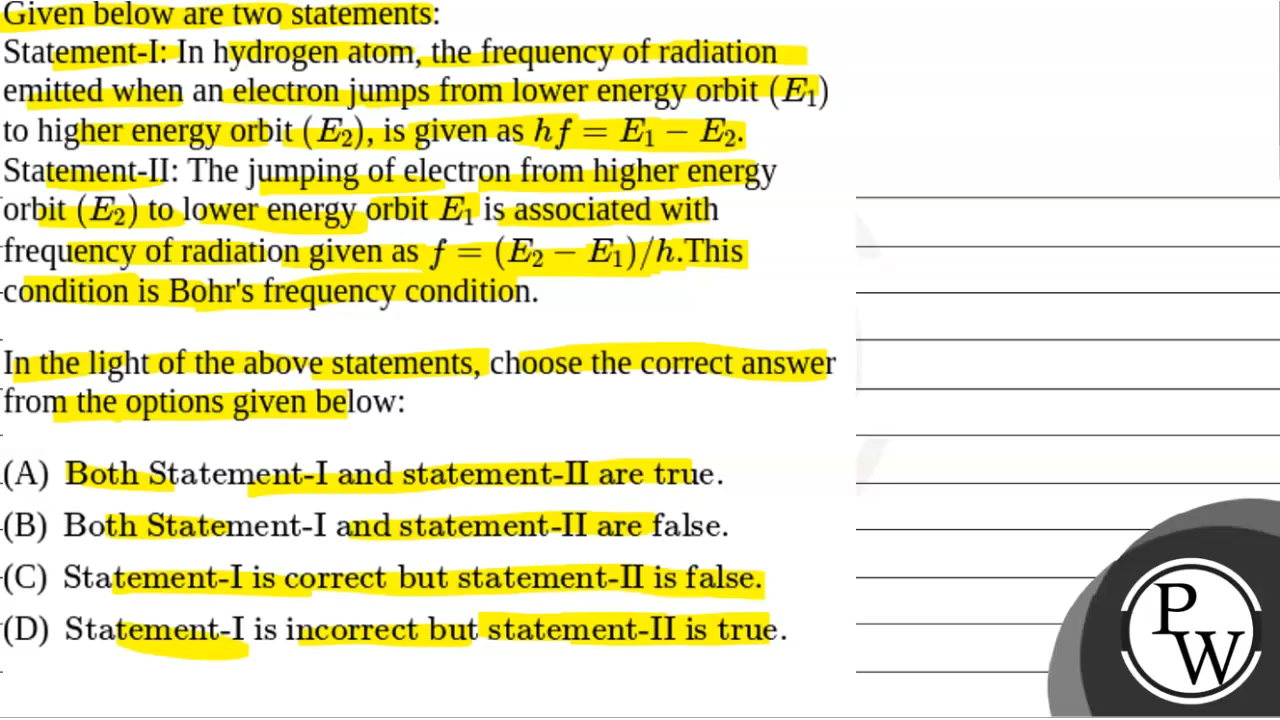 Given below are two statements:
Statement-I: In hydrogen atom, the frequency of radiation
emitted when an electron jumps from lower energy orbit (E₁)
to higher energy orbit (E₂), is given as hf = E₁ − E₂.
Statement-II: The jumping of electron from higher energy
orbit (E₂) to lower energy orbit E₁ is associated with
frequency of radiation given as f = (E₂ − E₁)/h.This
condition is Bohr's frequency condition.
In the light of the above statements, choose the correct answer
from the options given below:
(A) Both Statement-I and statement-II are true.
(B) Both Statement-I and statement-II are false.
(C) Statement-I is correct but statement-II is false.
(D) Statement-I is incorrect but statement-II is true.
PW